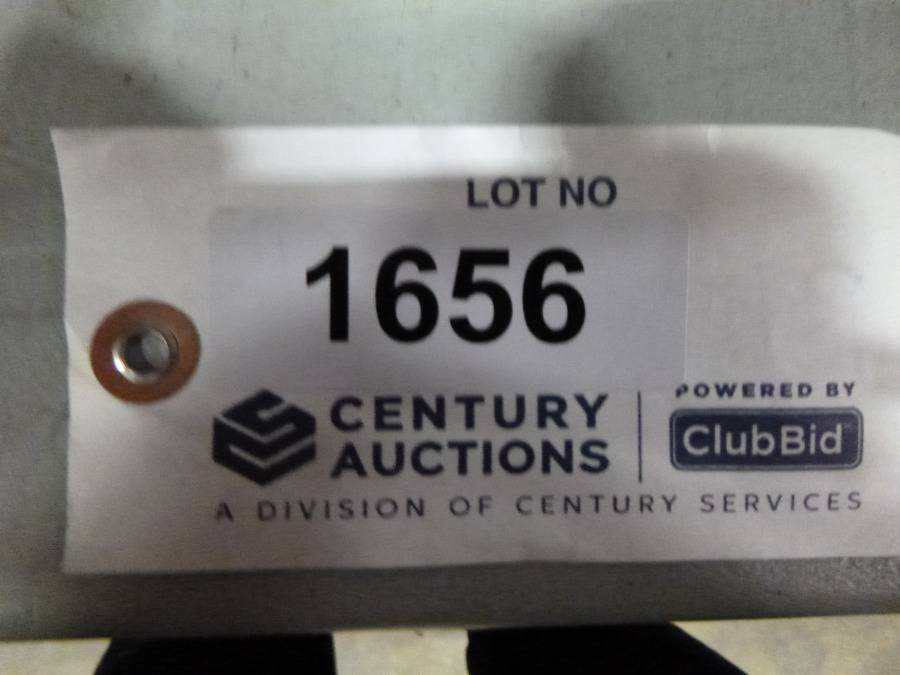 LOT NO
1656
CENTURY
AUCTIONS
POWERED BY
ClubBid
A DIVISION OF CENTURY SERVICES